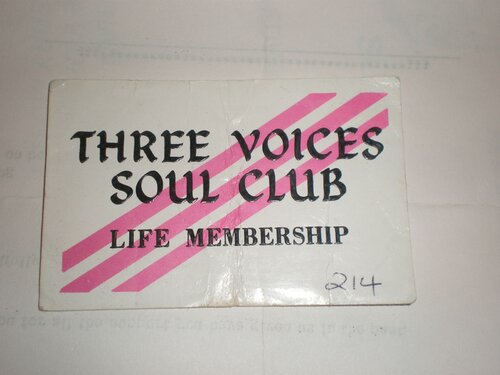 THREE VOICES
SOUL CLUB
LIFE MEMBERSHIP
214